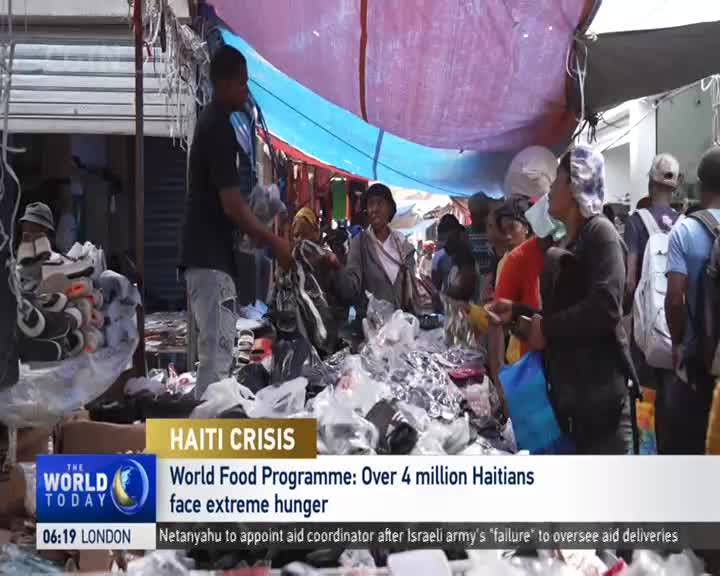 HAITI CRISIS
World Food Programme: Over 4 million Haitians
face extreme hunger
THE
WORLD
TODAY
06:19 LONDON
Netanyahu to appoint aid coordinator after Israeli army's "failure" to oversee aid deliveries